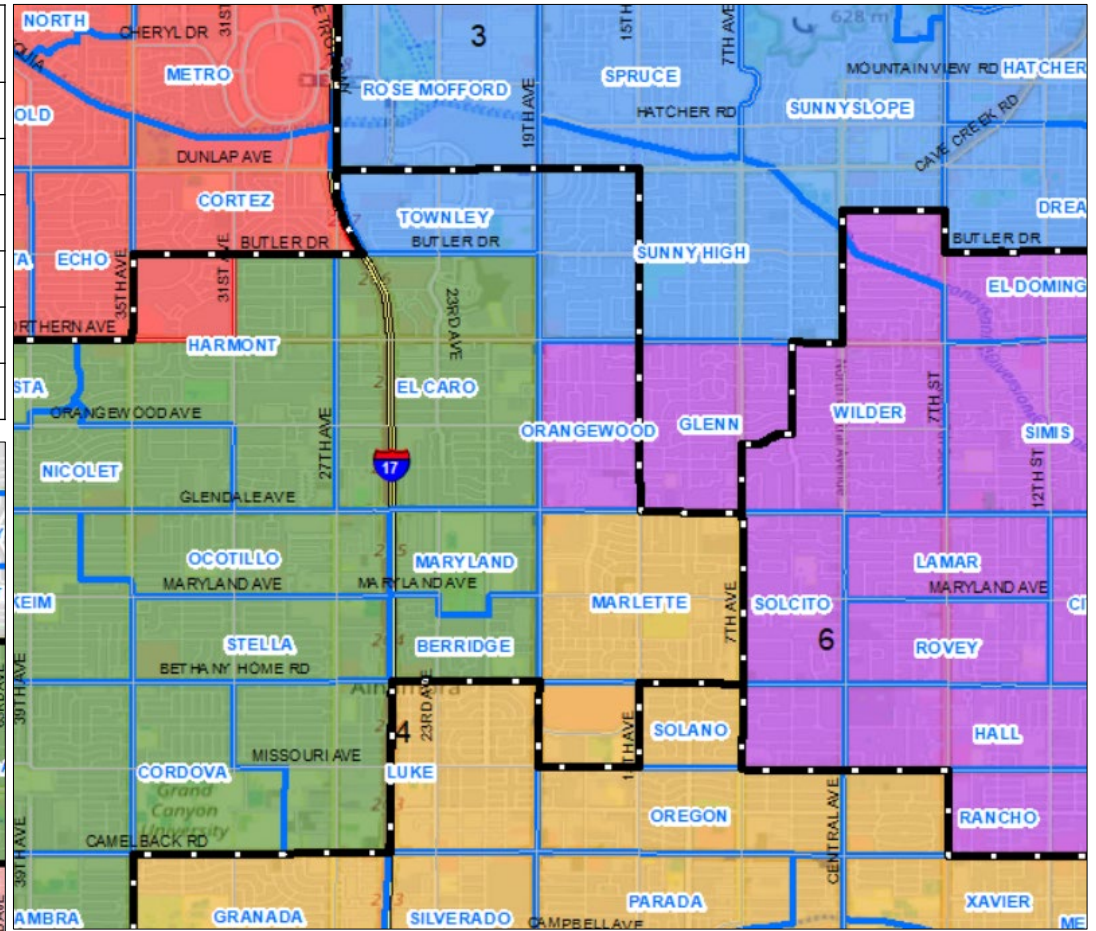 NORTH
CHERYL DR
31ST
3
15TH
7TH AVE
628 m
METRO
ROSE MOFFORD
SPRUCE
MOUNTAIN VIEW RD
HATCHER
OLD
19TH AVE
HATCHER RD
SUNNYSLOPE
CAVE CREEK RD
DUNLAP AVE
CORTEZ
TOWNLEY
DREA
BUTLER DR
BUTLER DR
SUNNY HIGH
BUTLER DR
ECHO
35TH AVE
31ST AVE
EL DOMING
23RD AVE
RTHERN AVE
HARMONT
STA
EL CARO
ORANGEWOOD AVE
27TH AVE
ORANGEWOOD
GLENN
WILDER
7TH ST
SIMIS
NICOLET
17
12TH ST
GLENDALE AVE
OCOTILLO
MARYLAND
LAMAR
MARYLAND AVE
MARYLAND AVE
MARYLAND AVE
KEIM
MARLETTE
7TH AVE
SOLCITO
CI
STELLA
BERRIDGE
6
ROVEY
BETHANY HOME RD
39TH AVE
Alhambra
23RD AVE
4
SOLANO
HALL
MISSOURI AVE
CORDOVA
LUKE
Grand
Canyon
University
OREGON
CENTRAL AVE
RANCHO
CAMELBACK RD
39TH AVE
AMBRA
GRANADA
SILVERADO
PARADA
CAMPBELL AVE
XAVIER
ME